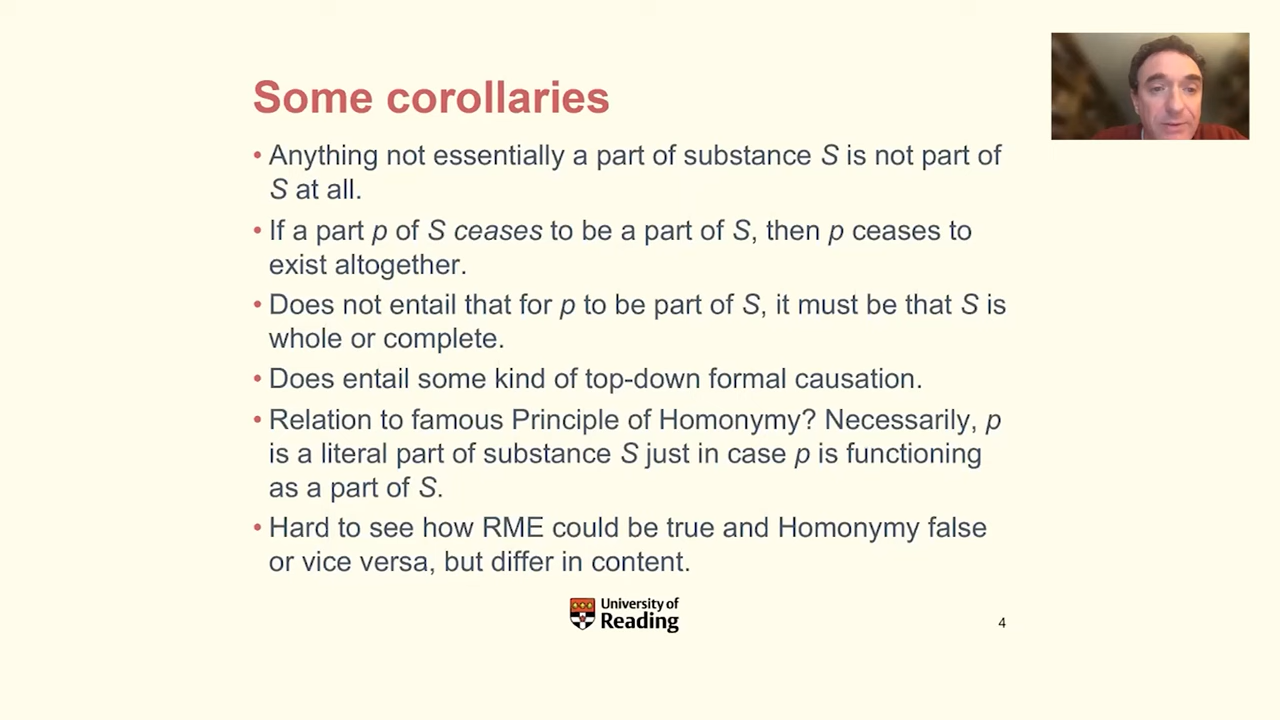 Some corollaries
• Anything not essentially a part of substance S is not part of
S at all.
• If a part p of S ceases to be a part of S, then p ceases to
exist altogether.
• Does not entail that for p to be part of S, it must be that S is
whole or complete.
• Does entail some kind of top-down formal causation.
• Relation to famous Principle of Homonymy? Necessarily, p
is a literal part of substance S just in case p is functioning
as a part of S.
• Hard to see how RME could be true and Homonymy false
or vice versa, but differ in content.
University of
Reading
4